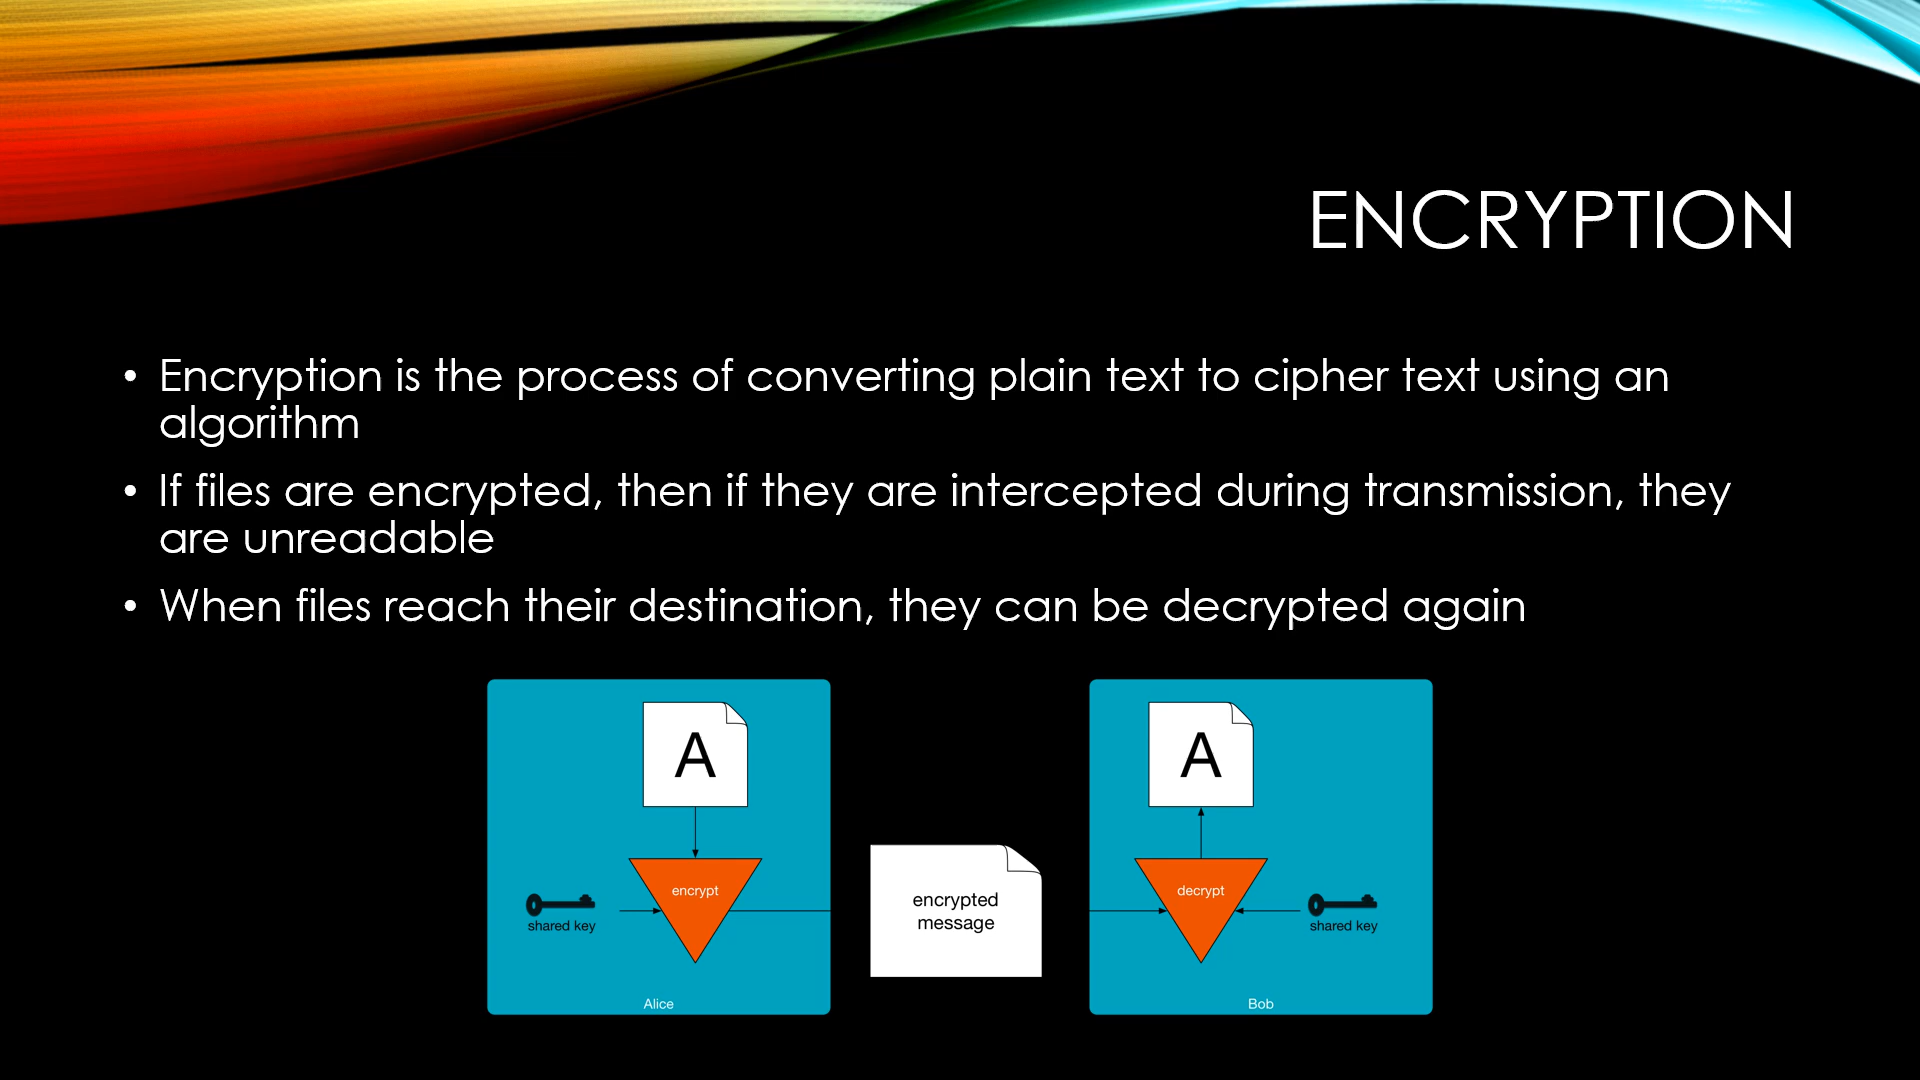 ENCRYPTION
• Encryption is the process of converting plain text to cipher text using an
algorithm
• If files are encrypted, then if they are intercepted during transmission, they
are unreadable
• When files reach their destination, they can be decrypted again
A
encrypt
shared key
Alice
encrypted
message
A
decrypt
shared key
Bob